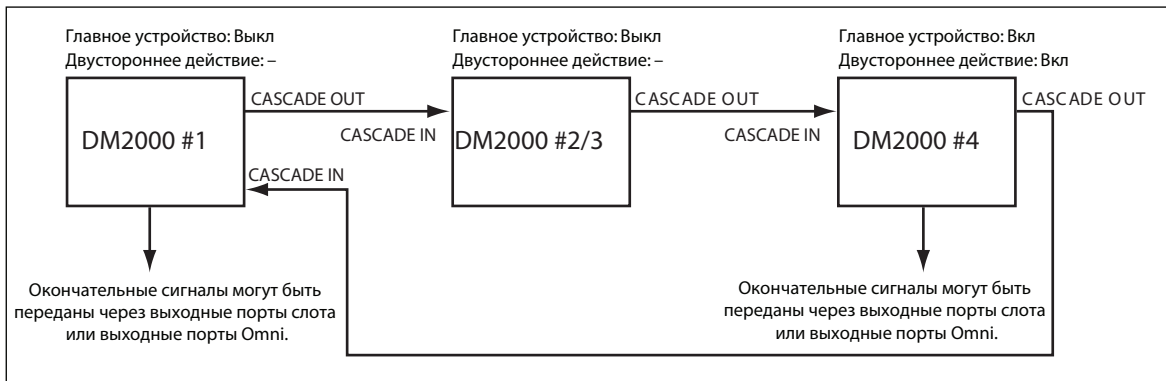 Главное устройство: Выкл
Двустороннее действие: –
Главное устройство: Выкл
Двустороннее действие: –
Главное устройство: Вкл
Двустороннее действие: Вкл
CASCADE OUT
CASCADE OUT
CASCADE OUT
DM2000 #1
CASCADE IN
DM2000 #2/3
CASCADE IN
DM2000 #4
CASCADE IN
Окончательные сигналы могут быть
переданы через выходные порты слота
или выходные порты Omni.
Окончательные сигналы могут быть
переданы через выходные порты слота
или выходные порты Omni.